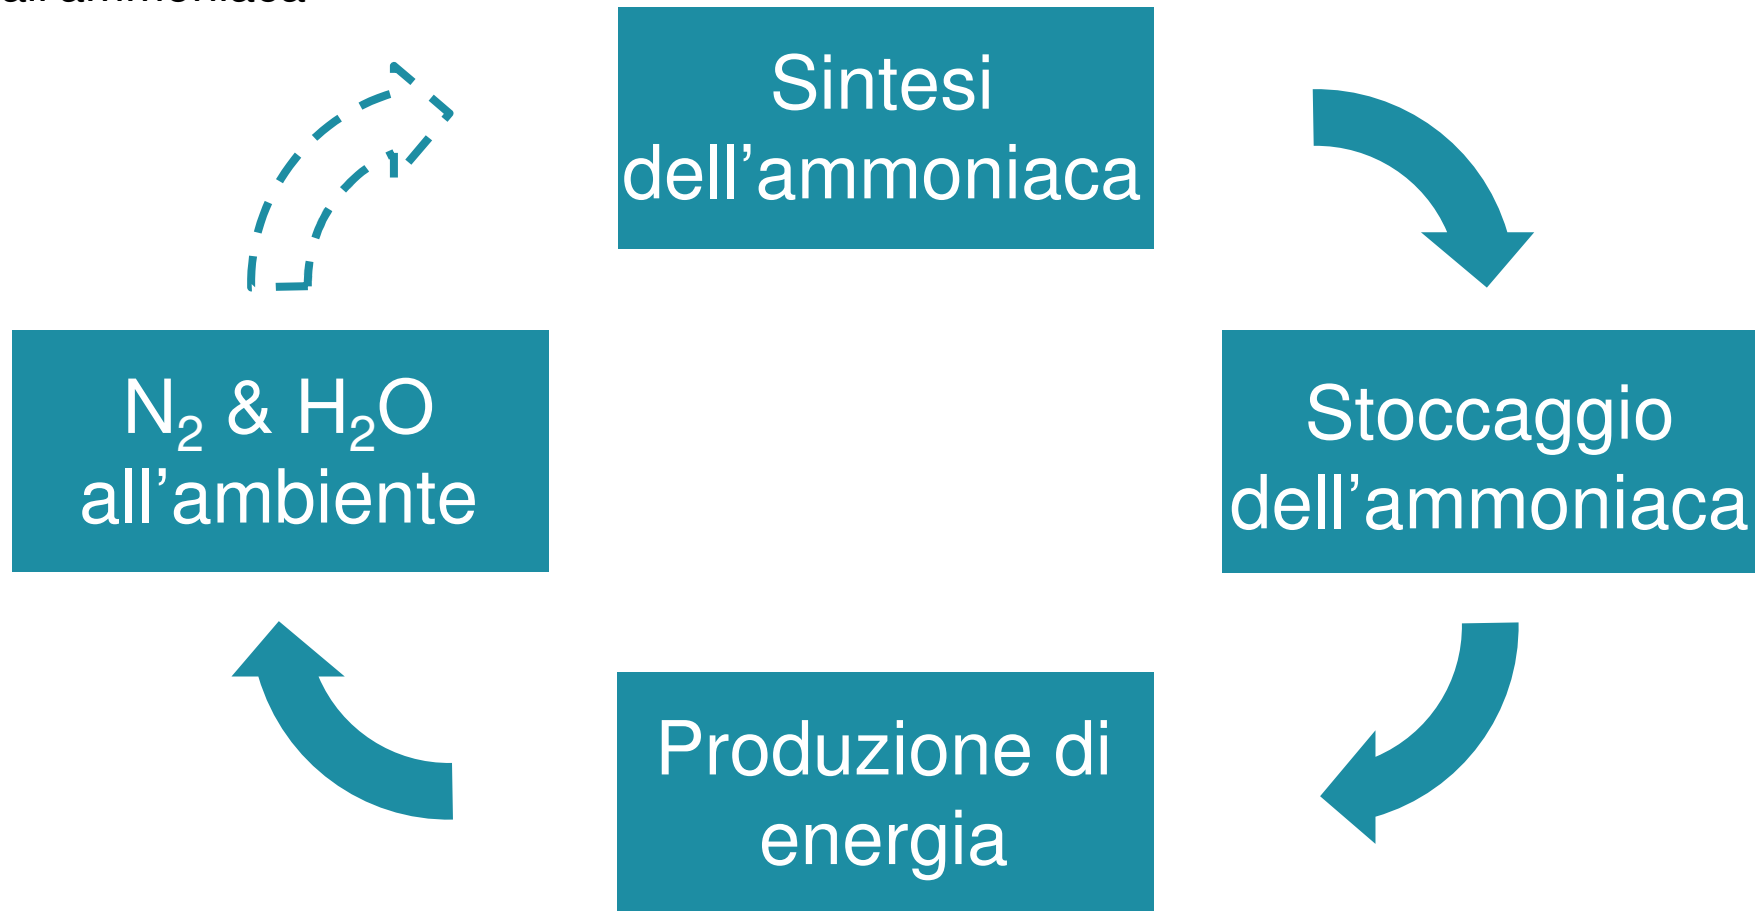 Sintesi
dell’ammoniaca
N₂ & H₂O
all’ambiente
Stoccaggio
dell’ammoniaca
Produzione di
energia